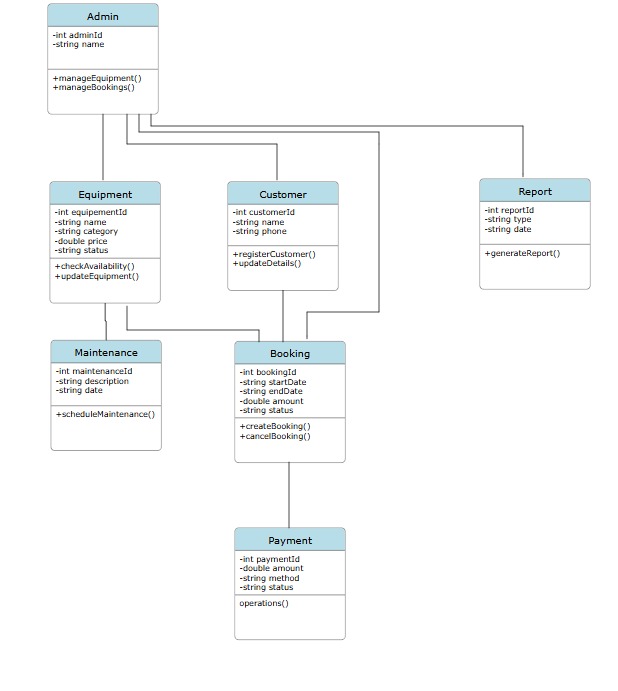 Admin
-int adminId
-string name
+manageEquipment()
+manageBookings()
Equipment
-int equipementId
-string name
-string category
-double price
-string status
+checkAvailability()
+updateEquipment()
Customer
-int customerId
-string name
-string phone
+registerCustomer()
+updateDetails()
Report
-int reportId
-string type
-string date
+generateReport()
Maintenance
-int maintenanceId
-string description
-string date
+scheduleMaintenance()
Booking
-int bookingId
-string startDate
-string endDate
-double amount
-string status
+createBooking()
+cancelBooking()
Payment
-int paymentId
-double amount
-string method
-string status
operations()